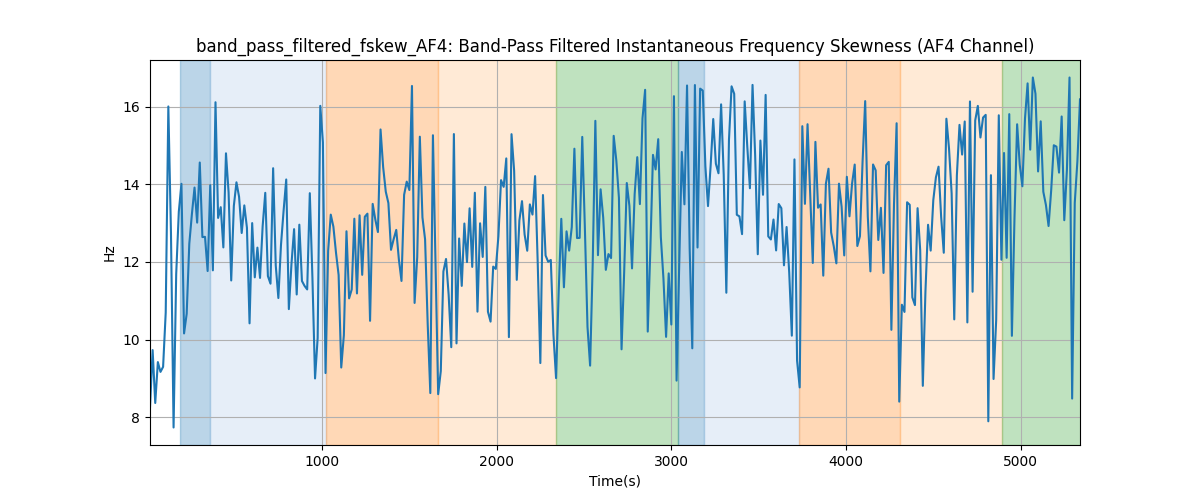 band_pass_filtered_fskew_AF4: Band-Pass Filtered Instantaneous Frequency Skewness (AF4 Channel)
16
14
12
10
8
Hz
1000 2000 3000 4000 5000
Time(s)